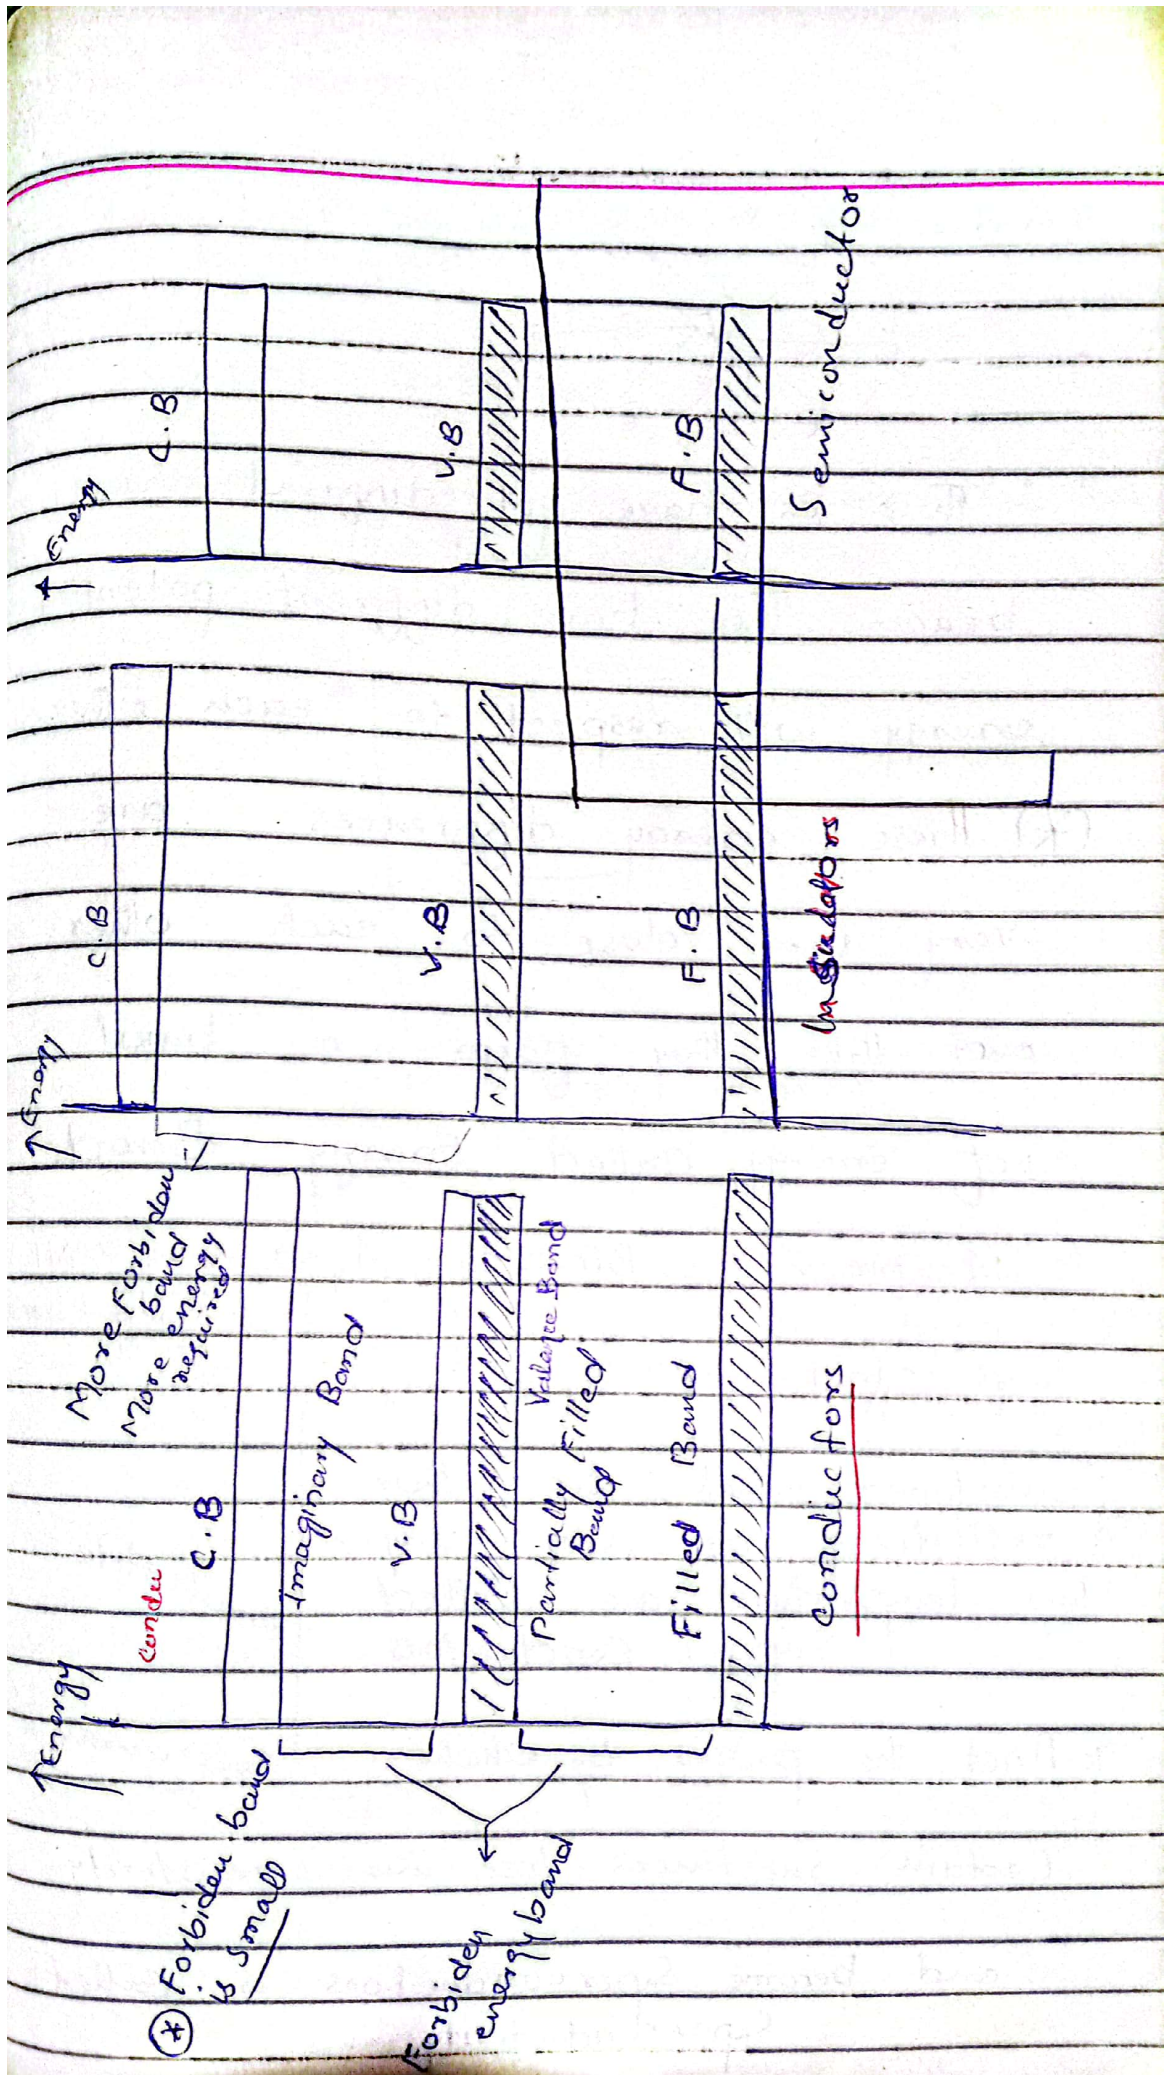 ↑ Energy
Condu
C.B
Imaginary Band
V.B
Valance Band
Partially Filled
Band
Filled Band
Conductors
* Forbiden band
is small
Forbiden
energy band
More Forbiden
band
More energy
required
↑ Energy
C.B
V.B
F.B
Insulators
↑ Energy
C.B
V.B
F.B
Semiconductor